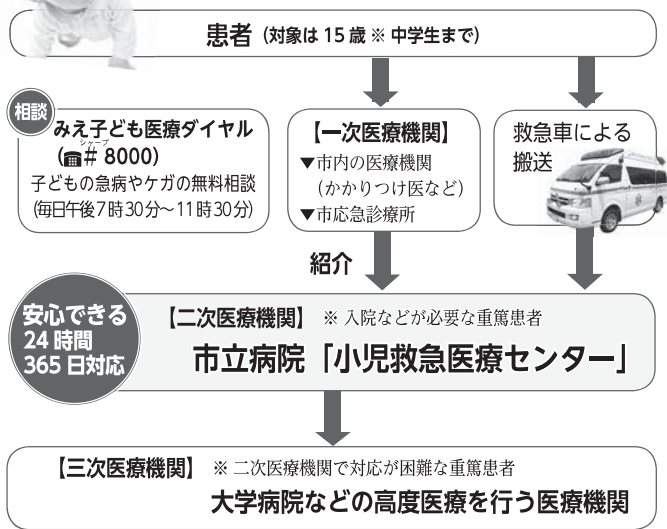 患者(対象は15歳※中学生まで)
相談
みえ子ども医療ダイヤル
シャープ
(☎# 8000)
子どもの急病やケガの無料相談
(毎日午後7時30分〜11時30分)
【一次医療機関】
▼市内の医療機関
(かかりつけ医など)
▼市応急診療所
救急車による
搬送
紹介
安心できる
24時間
365日対応
【二次医療機関】 ※入院などが必要な重篤患者
市立病院「小児救急医療センター」
【三次医療機関】 ※二次医療機関で対応が困難な重篤患者
大学病院などの高度医療を行う医療機関